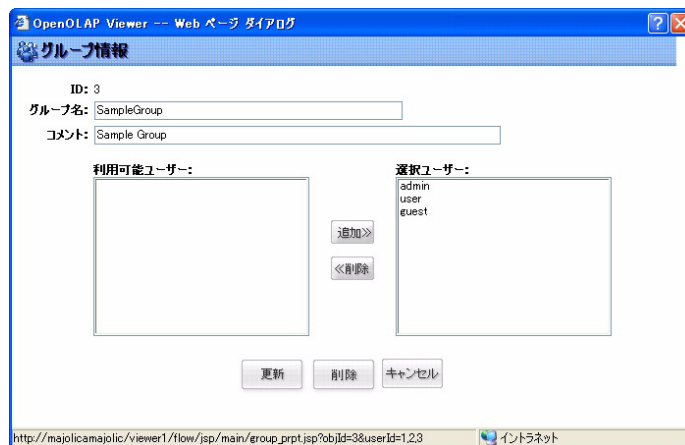 OpenOLAP Viewer -- Web ページ ダイアログ
グループ情報
ID: 3
グループ名: SampleGroup
コメント: Sample Group
利用可能ユーザー: 選択ユーザー:
admin
user
guest
追加≫
≪削除
更新 削除 キャンセル
http://majolicamajolic/viewer1/flow/jsp/main/group_prpt.jsp?objId=3&userId=1,2,3 イントラネット